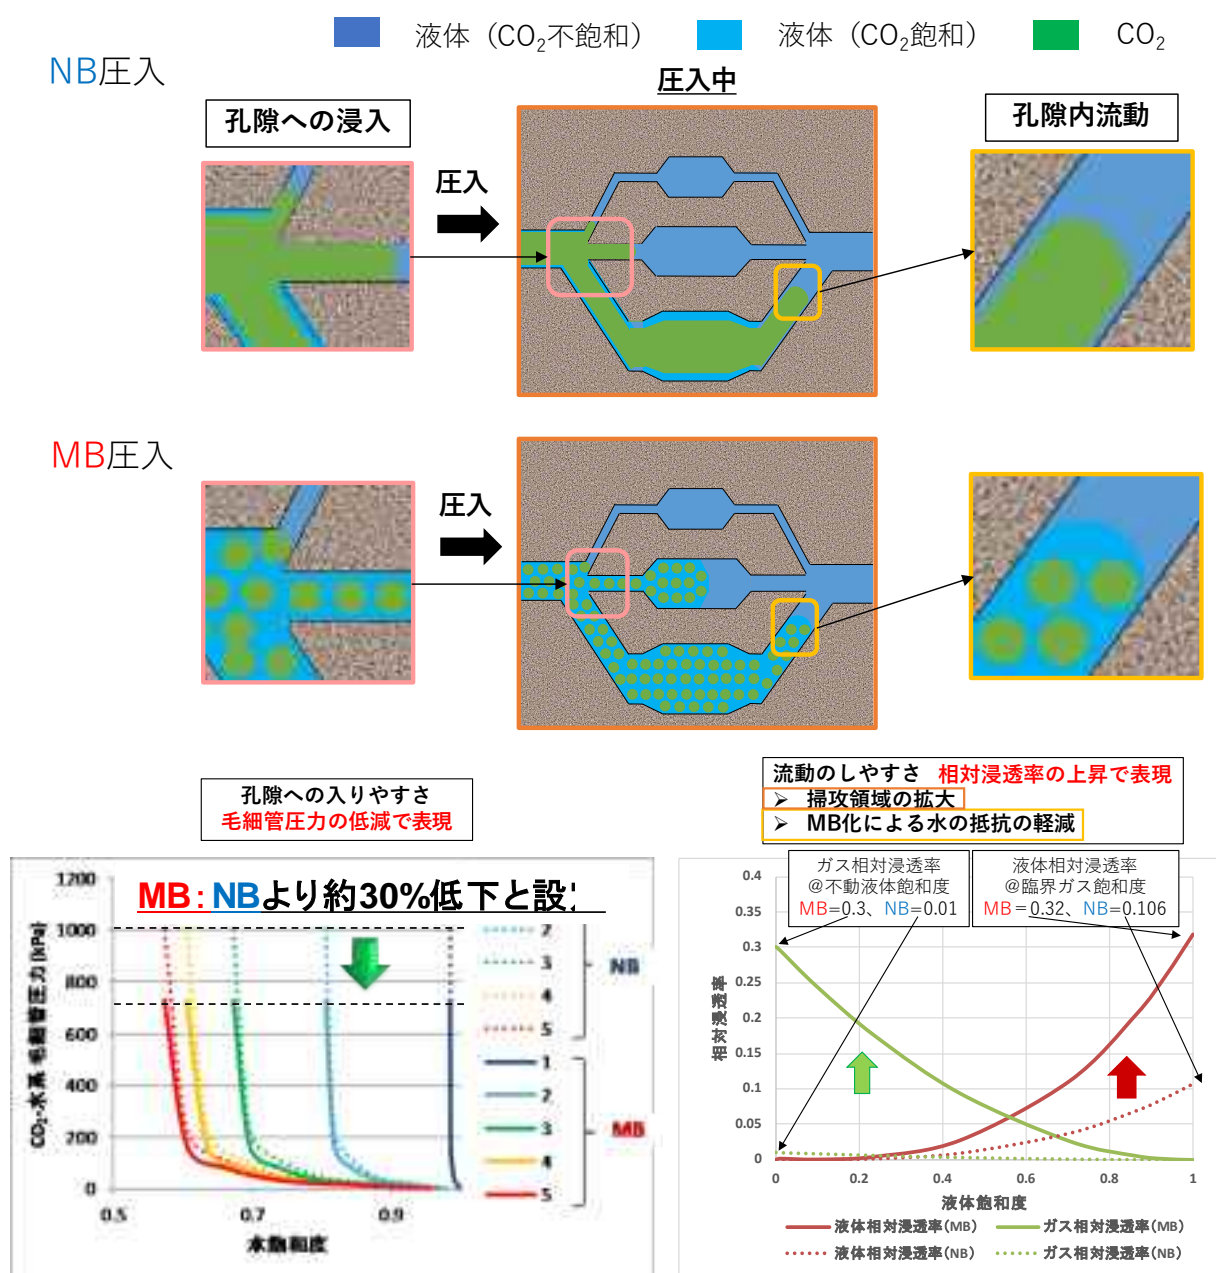 液体（CO₂不飽和）
液体（CO₂飽和）
CO₂
NB圧入
圧入中
孔隙への浸入
孔隙内流動
圧入
MB圧入
圧入
孔隙への入りやすさ
毛細管圧力の低減で表現
流動のしやすさ 相対浸透率の上昇で表現
➢ 掃攻領域の拡大
➢ MB化による水の抵抗の軽減
MB：NBより約30%低下と設
1200
1000
800
600
400
200
0
CO₂-水系 毛細管圧力(kPa)
0.5
0.7
0.9
水飽和度
2
3
4
5
NB
1
2
3
4
5
MB
ガス相対浸透率
@不動液体飽和度
MB=0.3、NB=0.01
液体相対浸透率
@臨界ガス飽和度
MB＝0.32、NB=0.106
0.4
0.35
0.3
0.25
0.2
0.15
0.1
0.05
0
相対浸透率
0
0.2
0.4
0.6
0.8
1
液体飽和度
液体相対浸透率(MB)
ガス相対浸透率(MB)
液体相対浸透率(NB)
ガス相対浸透率(NB)